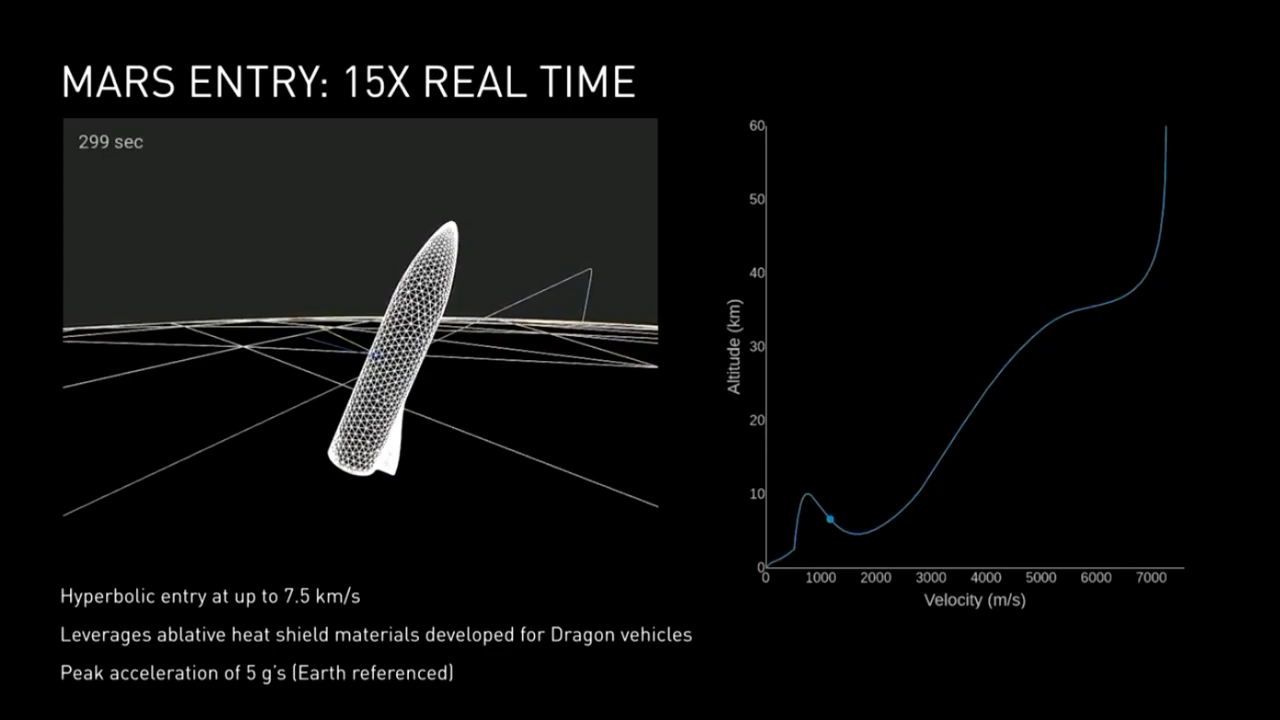 MARS ENTRY: 15X REAL TIME
299 sec
60
50
40
30
20
10
0
Altitude (km)
0 1000 2000 3000 4000 5000 6000 7000
Velocity (m/s)
Hyperbolic entry at up to 7.5 km/s
Leverages ablative heat shield materials developed for Dragon vehicles
Peak acceleration of 5 g's (Earth referenced)